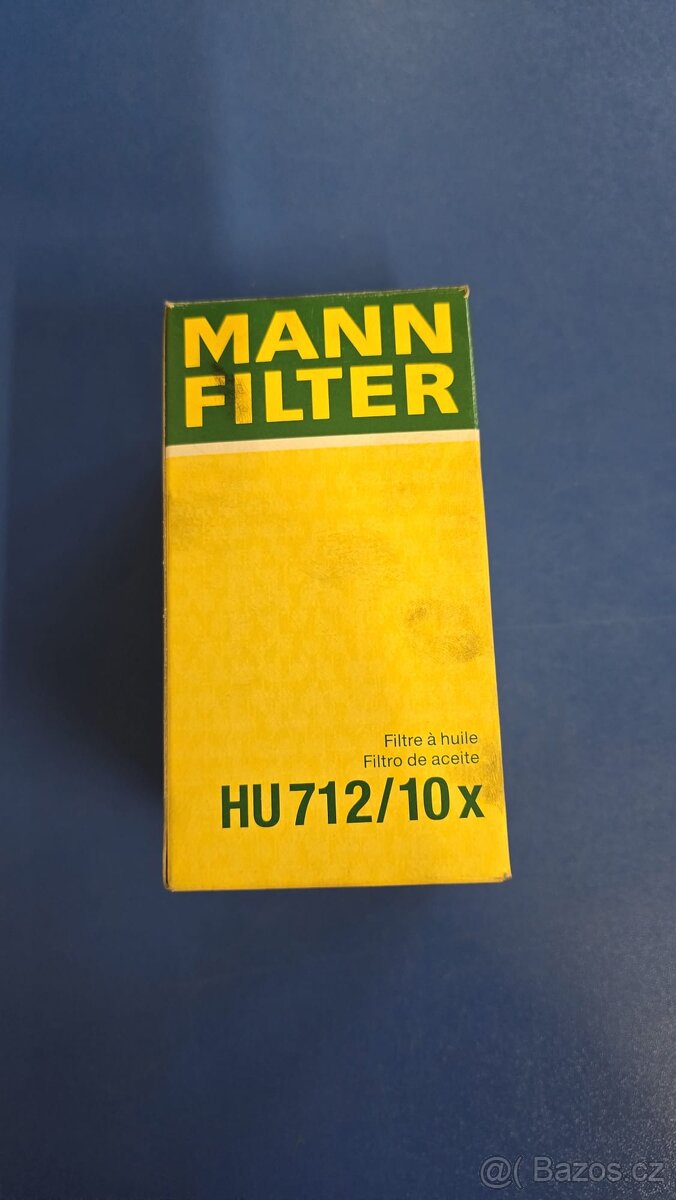 MANN
FILTER
Filtre à huile
Filtro de aceite
HU 712/10 x
@( Bazos.cz